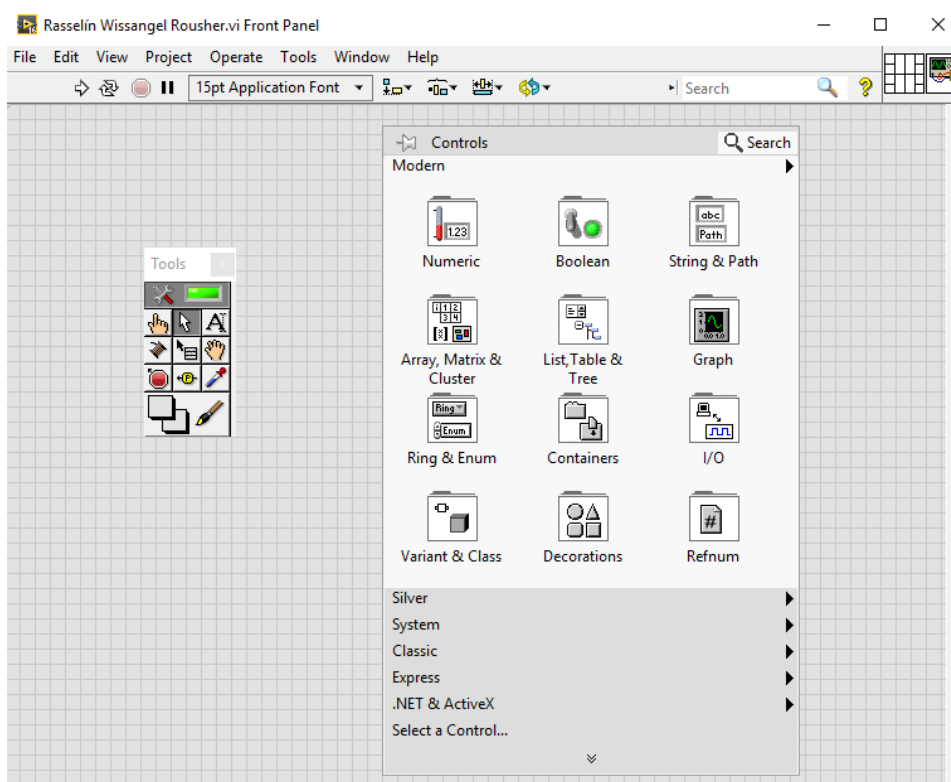 Rasselín Wissangel Rousher.vi Front Panel
File Edit View Project Operate Tools Window Help
15pt Application Font Search
Controls Search
Modern
1.23 abc
Path
Numeric Boolean String & Path
Tools
Array, Matrix & Cluster List, Table & Tree Graph
Ring
Enum
Ring & Enum Containers I/O
#
Variant & Class Decorations Refnum
Silver
System
Classic
Express
.NET & ActiveX
Select a Control...